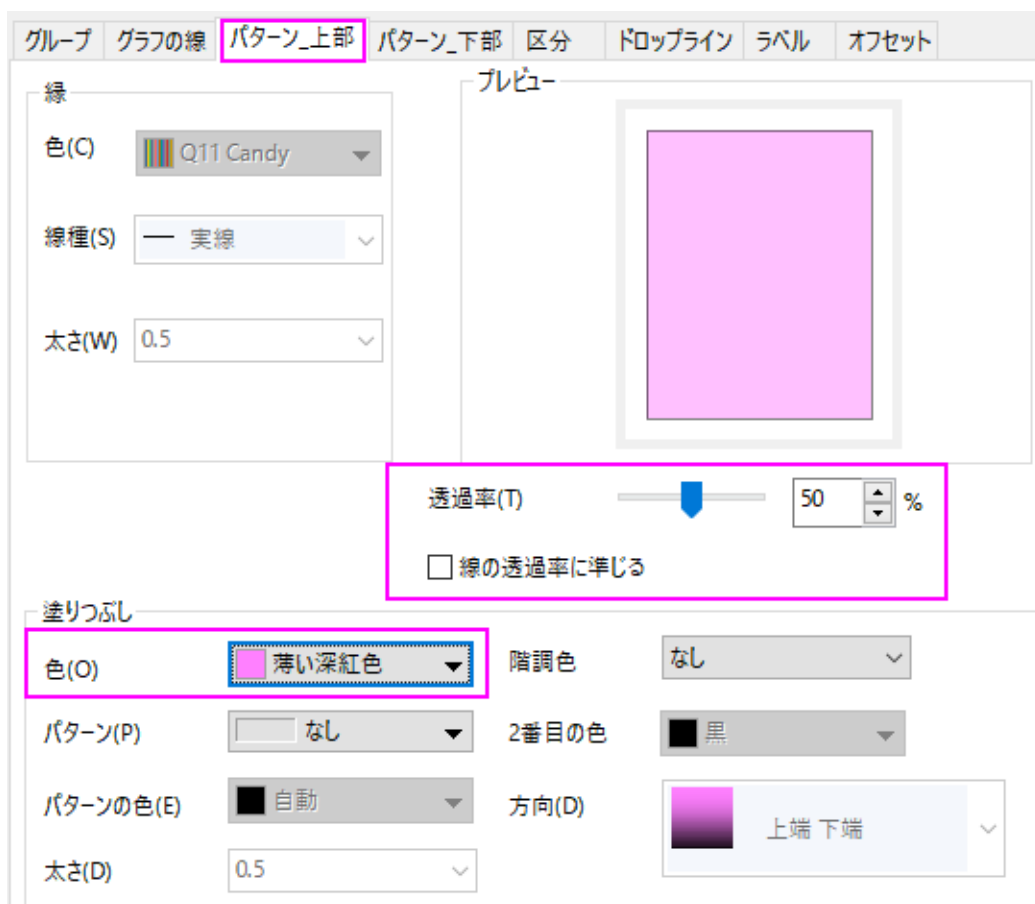 グループ グラフの線 パターン_上部 パターン_下部 区分 ドロップライン ラベル オフセット
縁
色(C) Q11 Candy
線種(S) 実線
太さ(W) 0.5
プレビュー
透過率(T) 50 %
線の透過率に準じる
塗りつぶし
色(O) 薄い深紅色 階調色 なし
パターン(P) なし 2番目の色 黒
パターンの色(E) 自動 方向(D) 上端 下端
太さ(D) 0.5